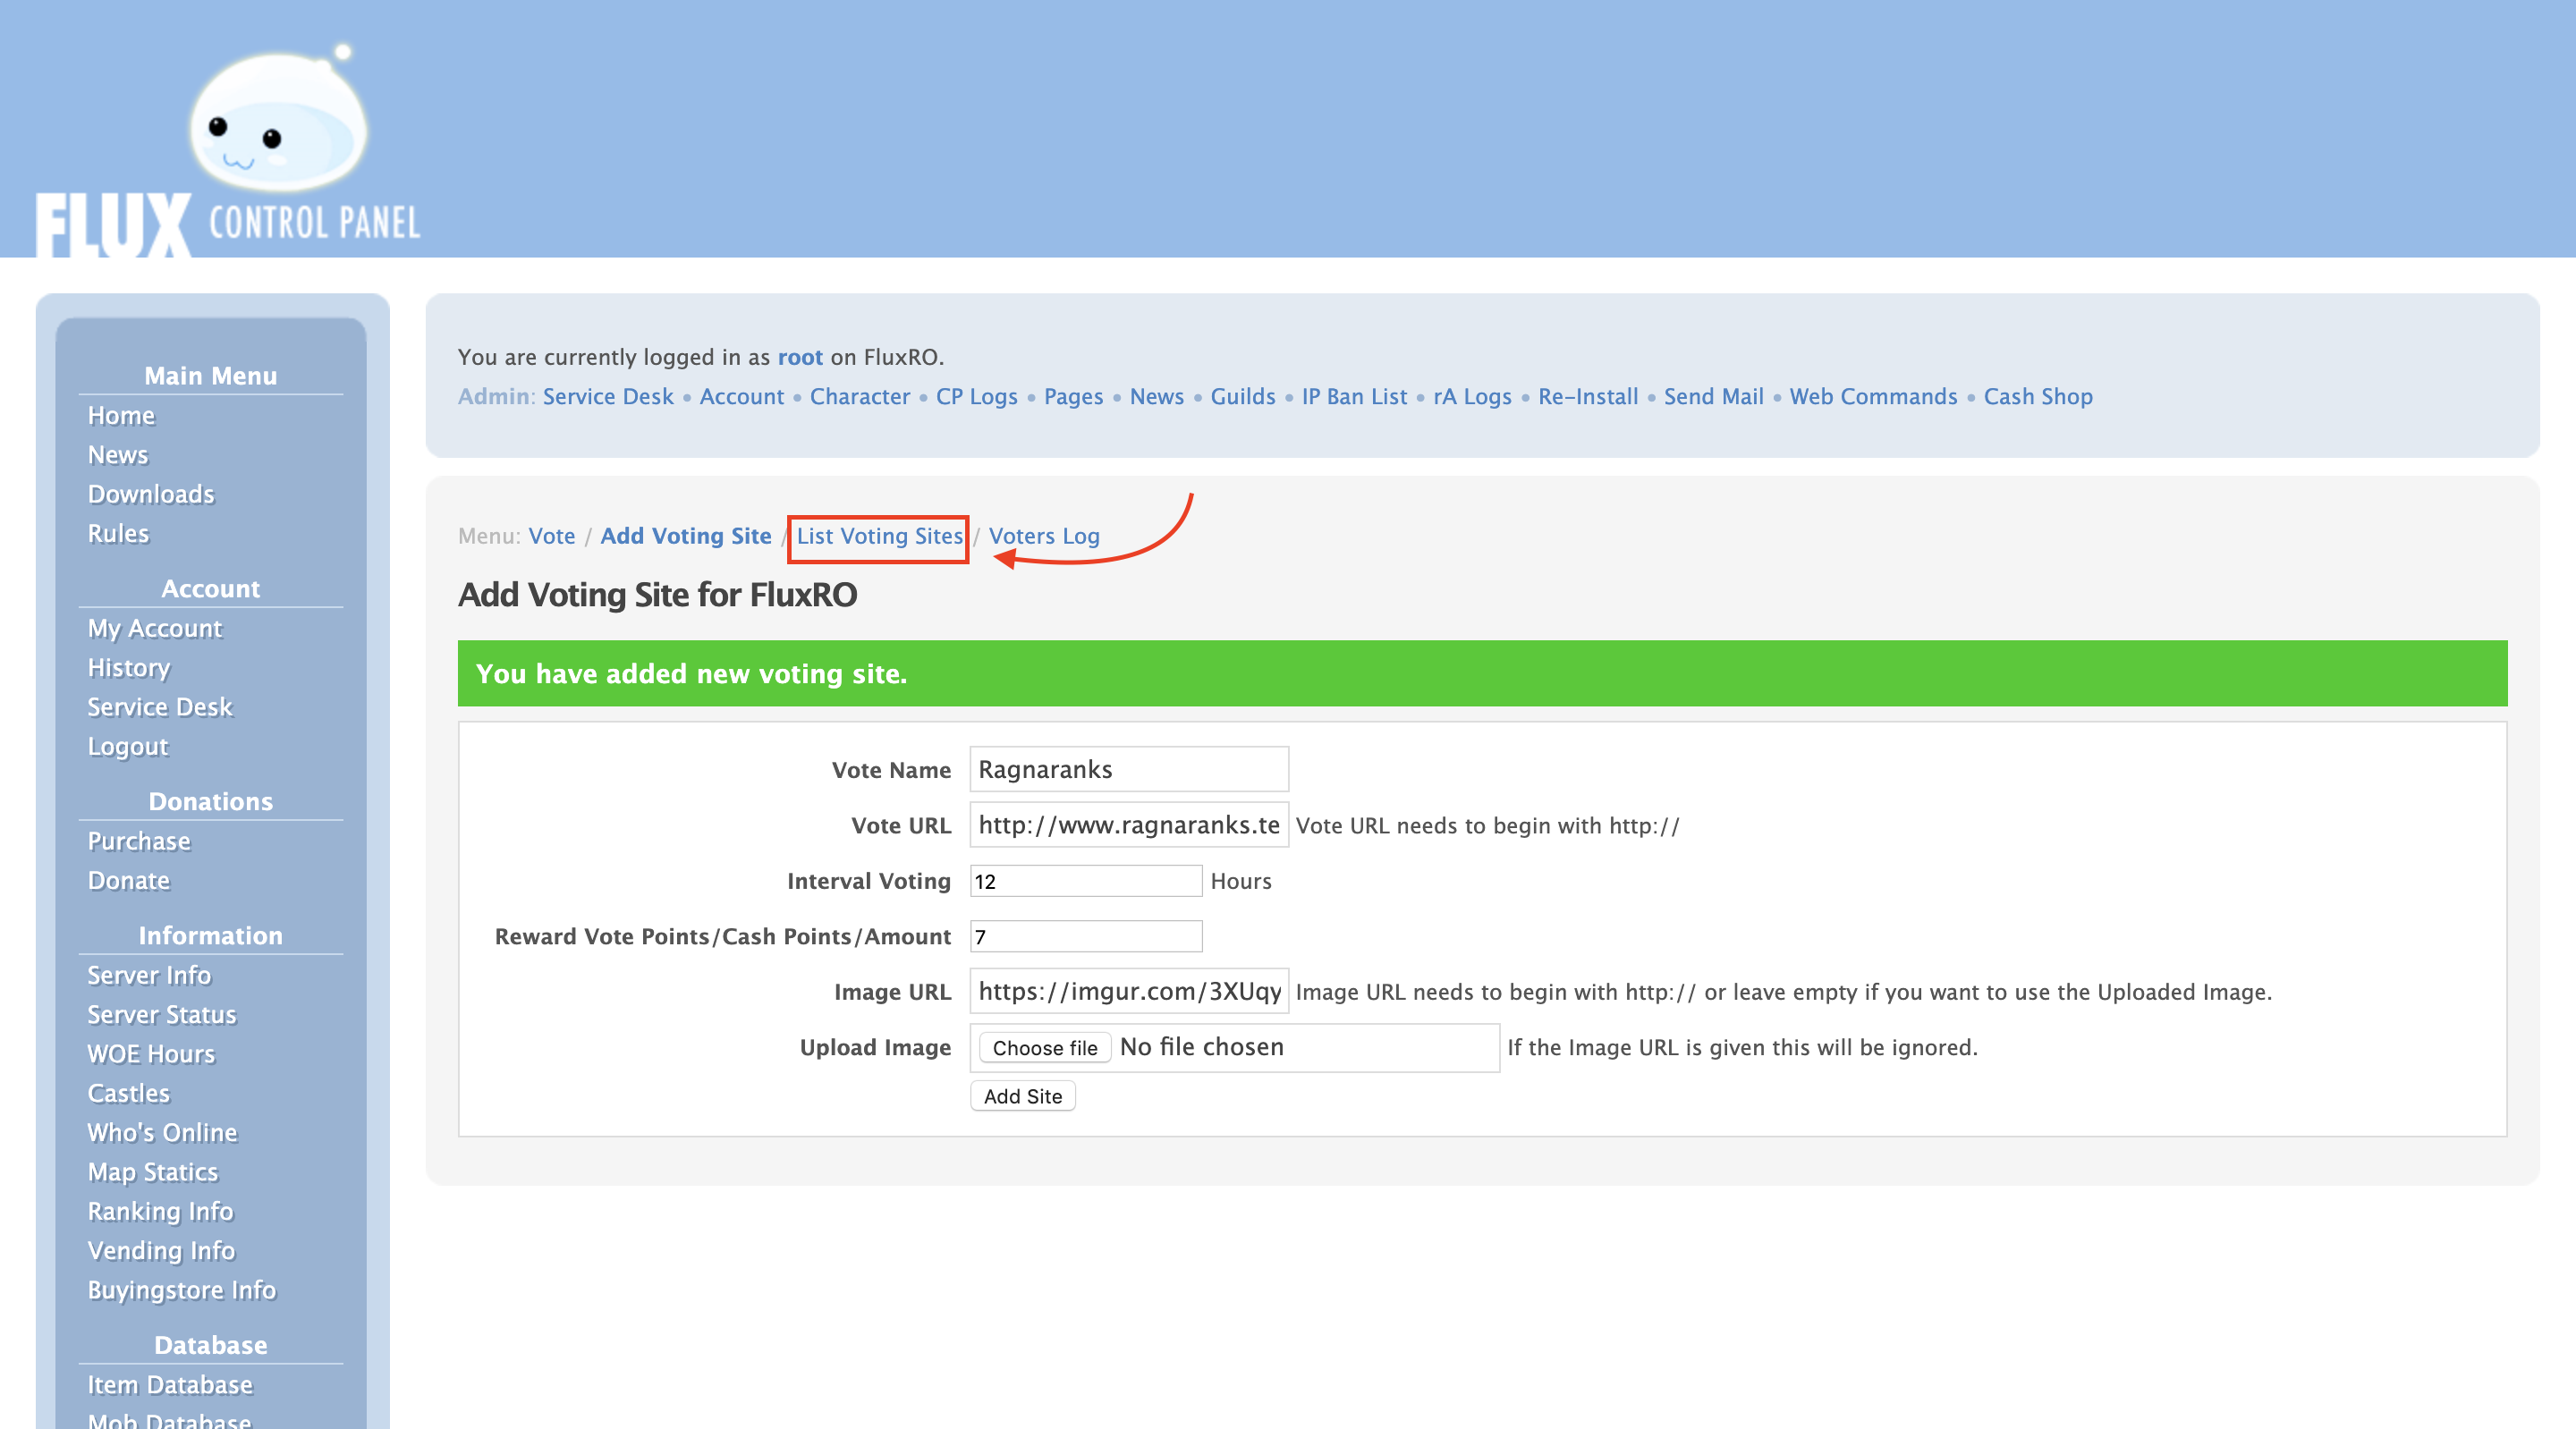 FLUX CONTROL PANEL
Main Menu
Home
News
Downloads
Rules
Account
My Account
History
Service Desk
Logout
Donations
Purchase
Donate
Information
Server Info
Server Status
WOE Hours
Castles
Who's Online
Map Statics
Ranking Info
Vending Info
Buyingstore Info
Database
Item Database
Mob Database
You are currently logged in as root on FluxRO.
Admin: Service Desk • Account • Character • CP Logs • Pages • News • Guilds • IP Ban List • rA Logs • Re-Install • Send Mail • Web Commands • Cash Shop
Menu: Vote / Add Voting Site / List Voting Sites / Voters Log
Add Voting Site for FluxRO
You have added new voting site.
Vote Name Ragnaranks
Vote URL http://www.ragnaranks.te Vote URL needs to begin with http://
Interval Voting 12 Hours
Reward Vote Points/Cash Points/Amount 7
Image URL https://imgur.com/3XUqy Image URL needs to begin with http:// or leave empty if you want to use the Uploaded Image.
Upload Image Choose file No file chosen If the Image URL is given this will be ignored.
Add Site